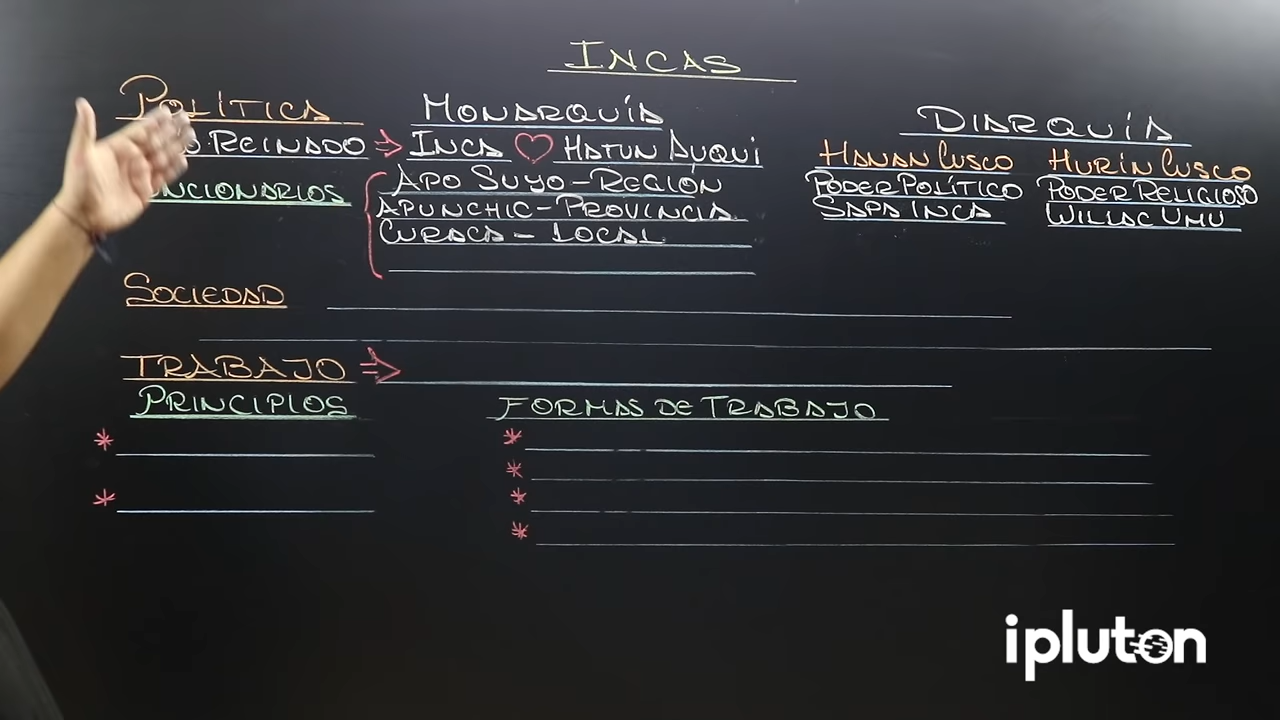 INCAS
POLÍTICA
MONARQUÍA
DIARQUÍA
REINADO => INCA ♡ HATUN AUQUI
HANAN CUSCO
HURIN CUSCO
NCIONARIOS
APO SUYO - REGIÓN
PODER POLÍTICO
PODER RELIGIOSO
APUNCHIC - PROVINCIA
SAPA INCA
WILLAC UMU
CURACA - LOCAL
SOCIEDAD
TRABAJO =>
PRINCIPIOS
FORMAS DE TRABAJO
*
*
*
*
*
*
ipluton